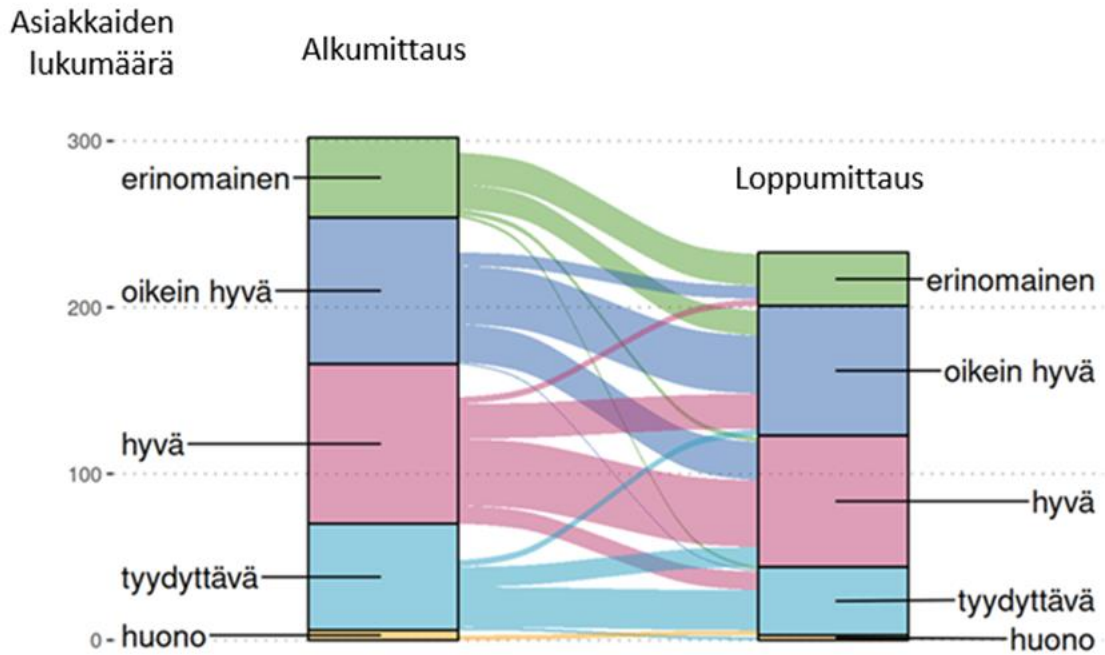 Asiakkaiden
lukumäärä
Alkumittaus
Loppumittaus
300
200
100
0
erinomainen
oikein hyvä
hyvä
tyydyttävä
huono
erinomainen
oikein hyvä
hyvä
tyydyttävä
huono